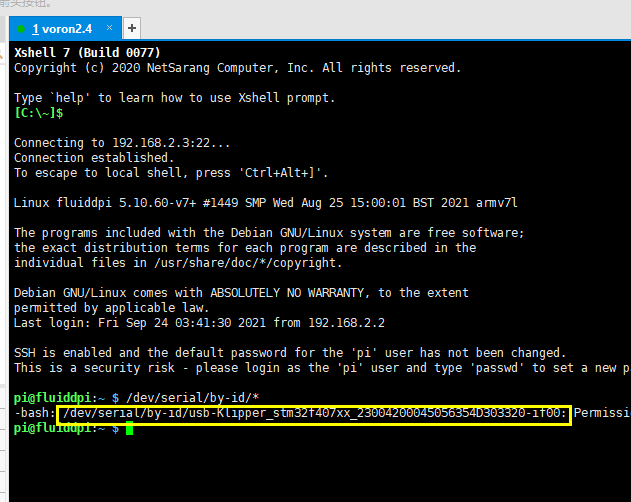 前头按钮。
1 voron2.4 × +
Xshell 7 (Build 0077)
Copyright (c) 2020 NetSarang Computer, Inc. All rights reserved.
Type `help' to learn how to use Xshell prompt.
[C:\~]$
Connecting to 192.168.2.3:22...
Connection established.
To escape to local shell, press 'Ctrl+Alt+]'.
Linux fluiddpi 5.10.60-v7+ #1449 SMP Wed Aug 25 15:00:01 BST 2021 armv7l
The programs included with the Debian GNU/Linux system are free software;
the exact distribution terms for each program are described in the
individual files in /usr/share/doc/*/copyright.
Debian GNU/Linux comes with ABSOLUTELY NO WARRANTY, to the extent
permitted by applicable law.
Last login: Fri Sep 24 03:41:30 2021 from 192.168.2.2
SSH is enabled and the default password for the 'pi' user has not been changed.
This is a security risk - please login as the 'pi' user and type 'passwd' to set a new p
pi@fluiddpi:~ $ /dev/serial/by-id/*
-bash: /dev/serial/by-id/usb-Klipper_stm32f407xx_23004200045056354D303320-if00: Permissi
pi@fluiddpi:~ $